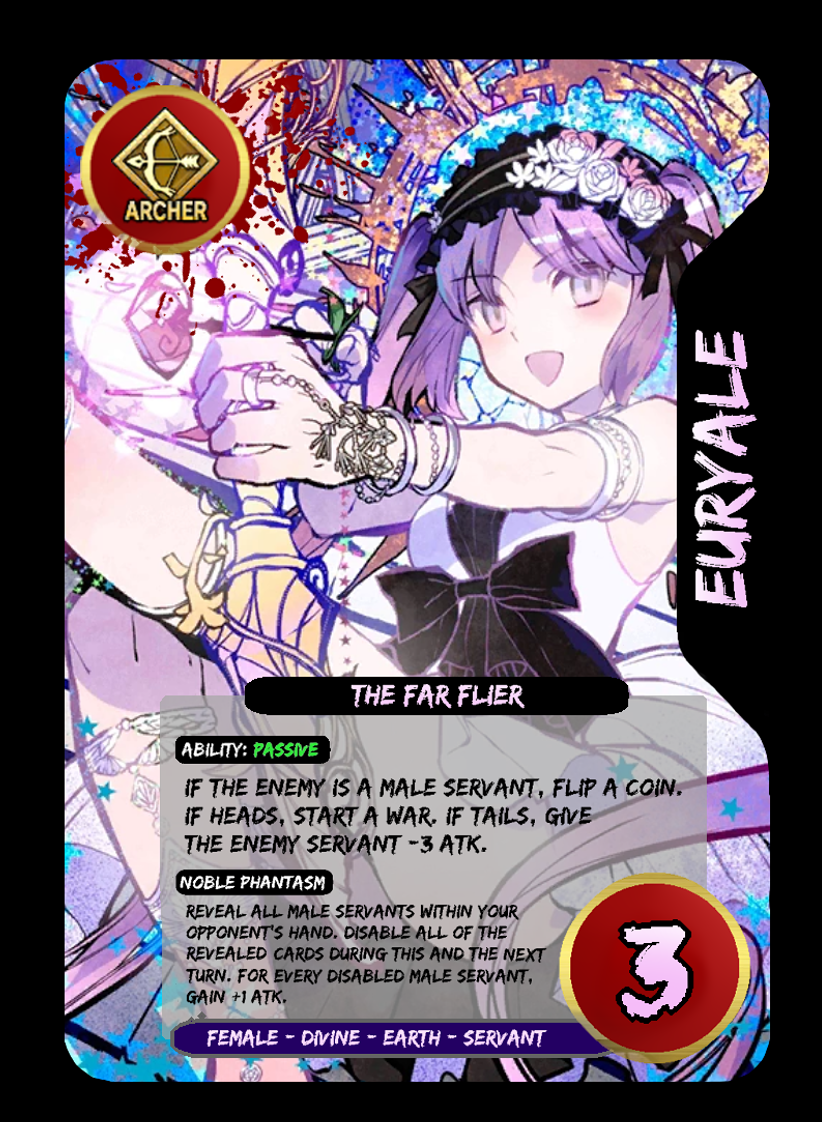 ARCHER
EURYALE
THE FAR FLIER
ABILITY: PASSIVE
IF THE ENEMY IS A MALE SERVANT, FLIP A COIN.
IF HEADS, START A WAR. IF TAILS, GIVE
THE ENEMY SERVANT -3 ATK.
NOBLE PHANTASM
REVEAL ALL MALE SERVANTS WITHIN YOUR
OPPONENT'S HAND. DISABLE ALL OF THE
REVEALED CARDS DURING THIS AND THE NEXT
TURN. FOR EVERY DISABLED MALE SERVANT,
GAIN +1 ATK.
3
FEMALE - DIVINE - EARTH - SERVANT